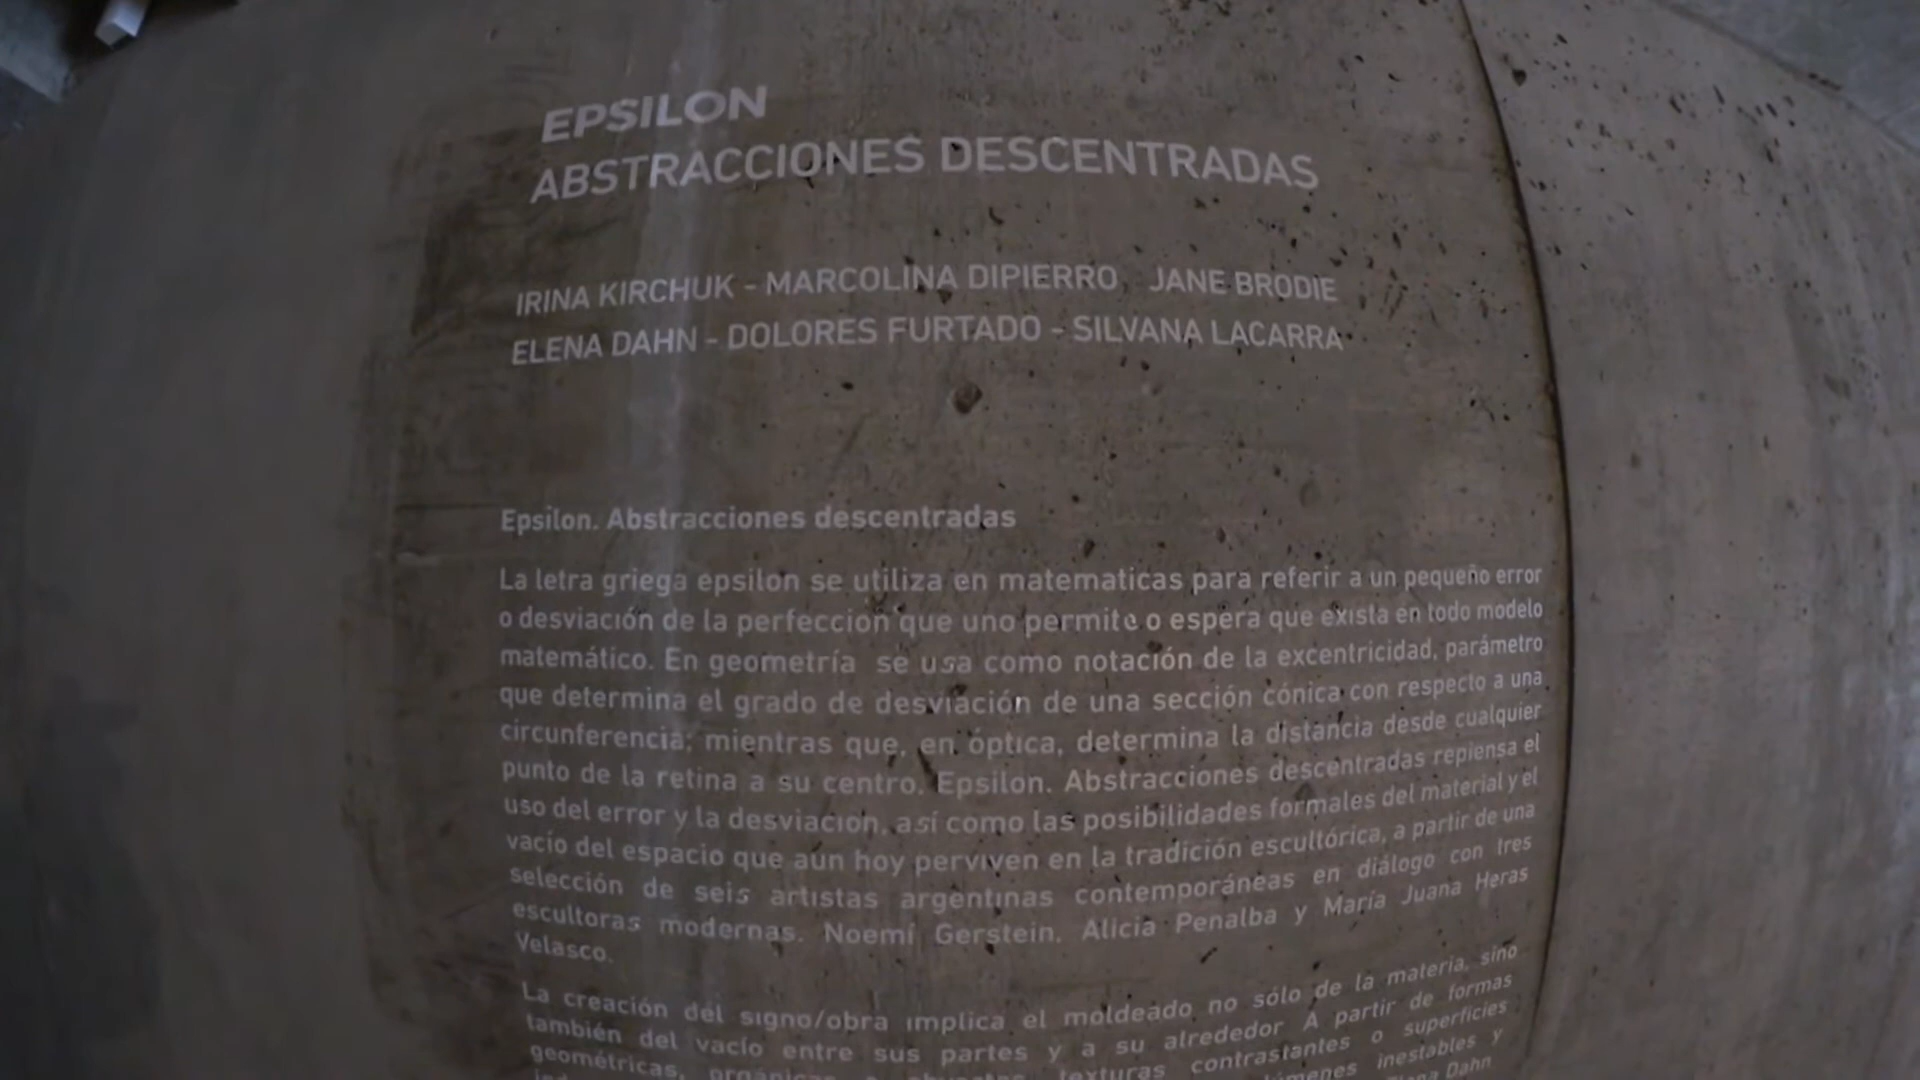 EPSILON
ABSTRACCIONES DESCENTRADAS
IRINA KIRCHUK - MARCOLINA DIPIERRO JANE BRODIE
ELENA DAHN - DOLORES FURTADO - SILVANA LACARRA
Epsilon. Abstracciones descentradas
La letra griega epsilon se utiliza en matematicas para referir a un pequeño error
o desviación de la perfección que uno permite o espera que exista en todo modelo
matemático. En geometría se usa como notación de la excentricidad, parámetro
que determina el grado de desviación de una sección cónica con respecto a una
circunferencia; mientras que, en óptica, determina la distancia desde cualquier
punto de la retina a su centro. Epsilon. Abstracciones descentradas repiensa el
uso del error y la desviación, así como las posibilidades formales del material y el
vacío del espacio que aun hoy perviven en la tradición escultórica, a partir de una
selección de seis artistas argentinas contemporáneas en diálogo con tres
escultoras modernas. Noemí Gerstein, Alicia Penalba y María Juana Heras
Velasco.
La creación del signo/obra implica el moldeado no sólo de la materia, sino
también del vacío entre sus partes y a su alrededor A partir de formas
geométricas, texturas contrastantes o superficies
inestables y
Dahn